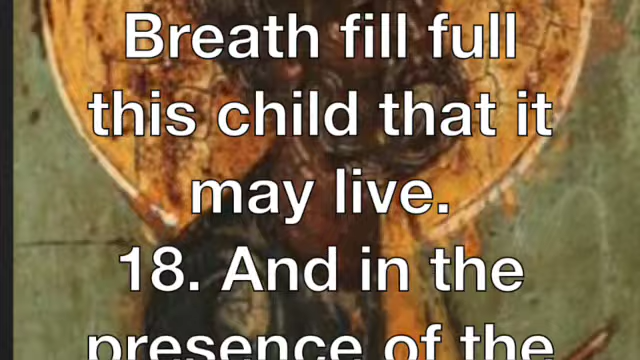 Breath fill full
this child that it
may live.
18. And in the
presence of the